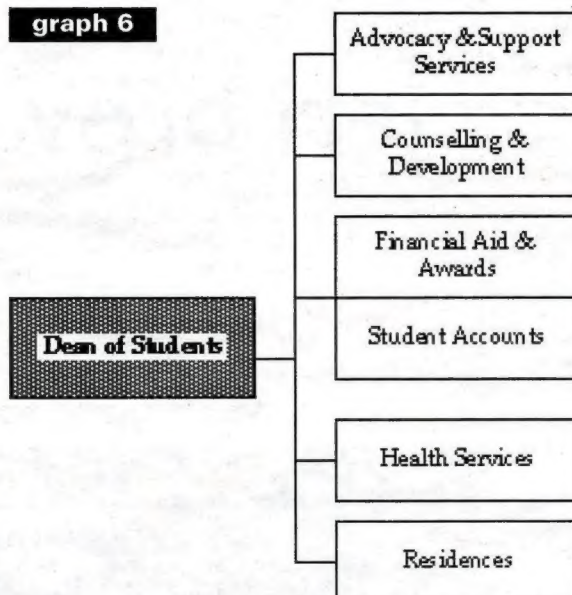 graph 6
Advocacy &Support
Services
Counselling &
Development
Financial Aid &
Awards
Dean of Students
Student Accounts
Health Services
Residences